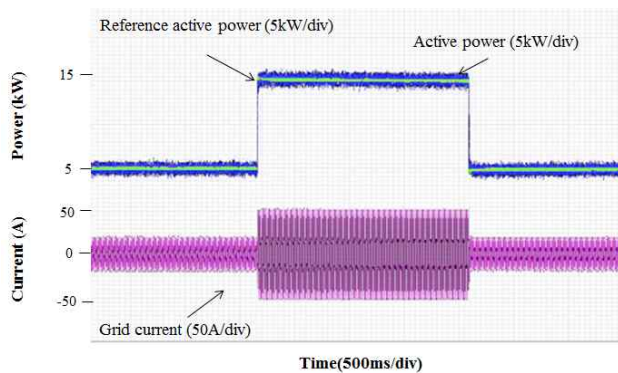 Reference active power (5kW/div)
Active power (5kW/div)
15
Power (kW)
5
50
Current (A)
0
-50
Grid current (50A/div)
Time(500ms/div)